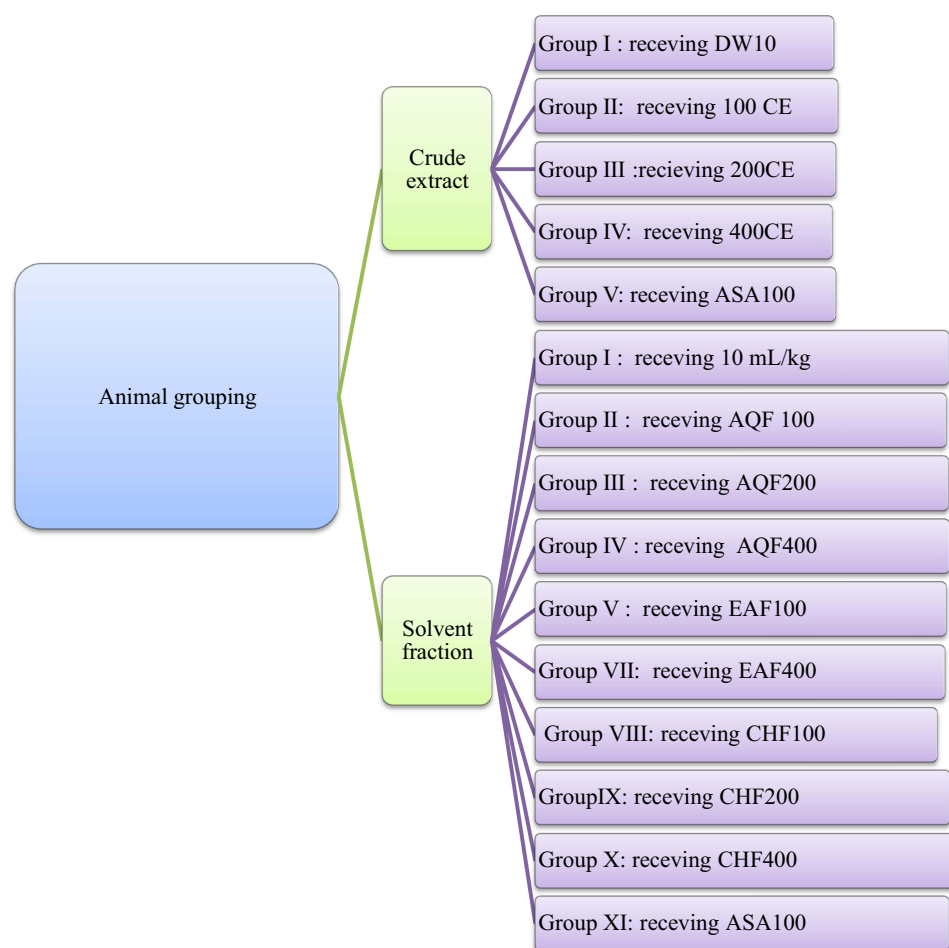 Animal grouping
Crude
extract
Group I : receving DW10
Group II:  receving 100 CE
Group III :recieving 200CE
Group IV:  receving 400CE
Group V: receving ASA100
Solvent
fraction
Group I :  receving 10 mL/kg
Group II :  receving AQF 100
Group III :  receving AQF200
Group IV : receving  AQF400
Group V :  receving EAF100
Group VII:  receving EAF400
Group VIII: receving CHF100
GroupIX: receving CHF200
Group X: receving CHF400
Group XI: receving ASA100